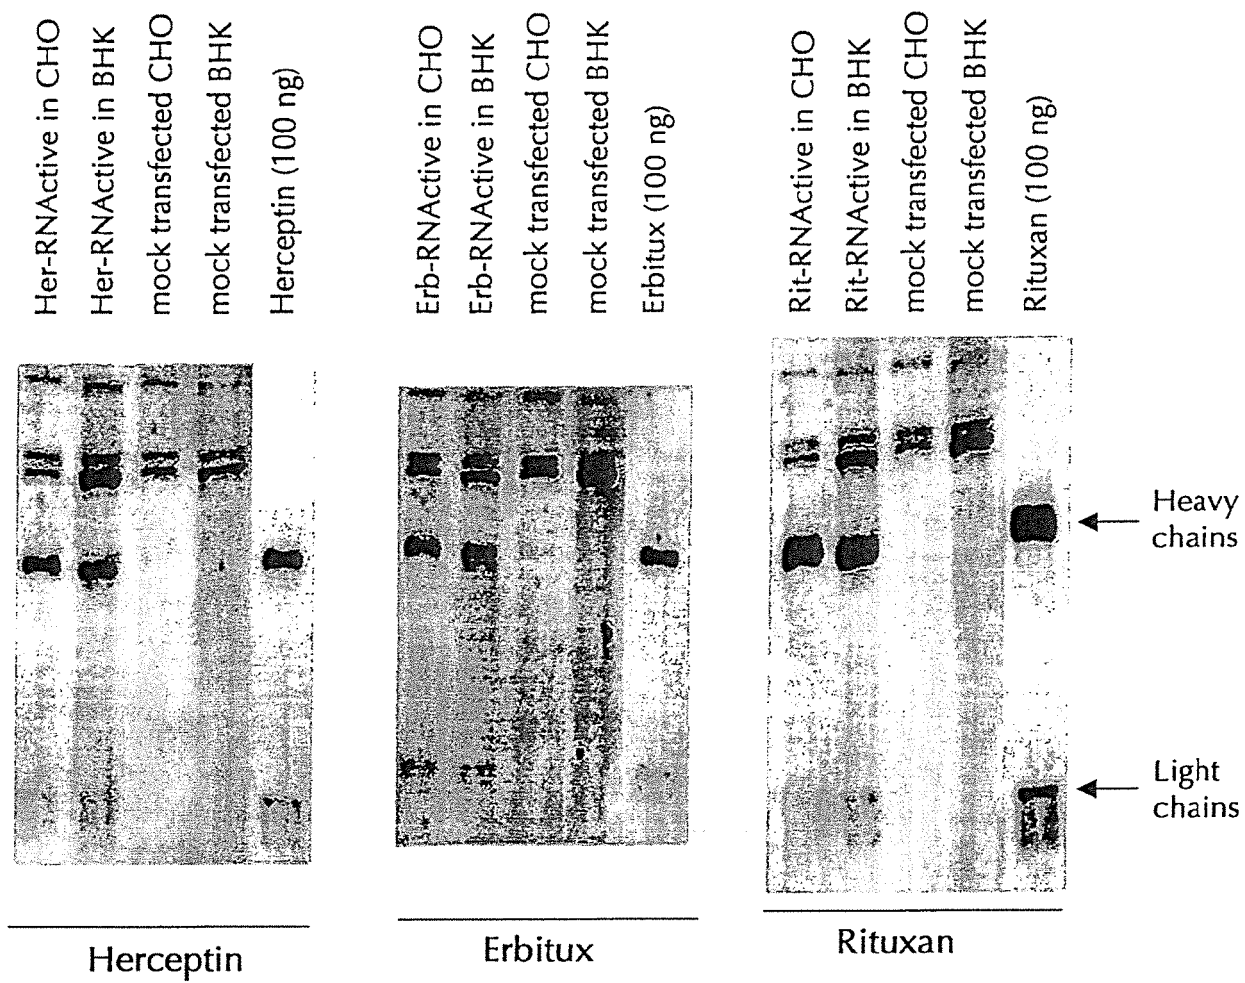 Her-RNActive in CHO
Her-RNActive in BHK
mock transfected CHO
mock transfected BHK
Herceptin (100 ng)
Erb-RNActive in CHO
Erb-RNActive in BHK
mock transfected CHO
mock transfected BHK
Erbitux (100 ng)
Rit-RNActive in CHO
Rit-RNActive in BHK
mock transfected CHO
mock transfected BHK
Rituxan (100 ng)
Heavy
chains
Light
chains
Herceptin
Erbitux
Rituxan